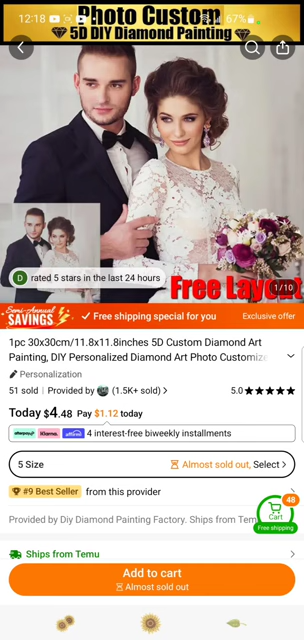 Photo Custom
12:18
67%
5D DIY Diamond Painting
D rated 5 stars in the last 24 hours
Free Layo
1/10
Semi-Annual
SAVINGS
Free shipping special for you
Exclusive offer
1pc 30x30cm/11.8x11.8inches 5D Custom Diamond Art
Painting, DIY Personalized Diamond Art Photo Customize
Personalization
51 sold | Provided by (1.5K+ sold) >
5.0★★★★★
Today $4.48 Pay $1.12 today
afterpay Klarna affirm 4 interest-free biweekly installments
5 Size
Almost sold out, Select >
#9 Best Seller from this provider
48
Cart
Free shipping
Provided by Diy Diamond Painting Factory. Ships from Tem
Ships from Temu
Add to cart
Almost sold out